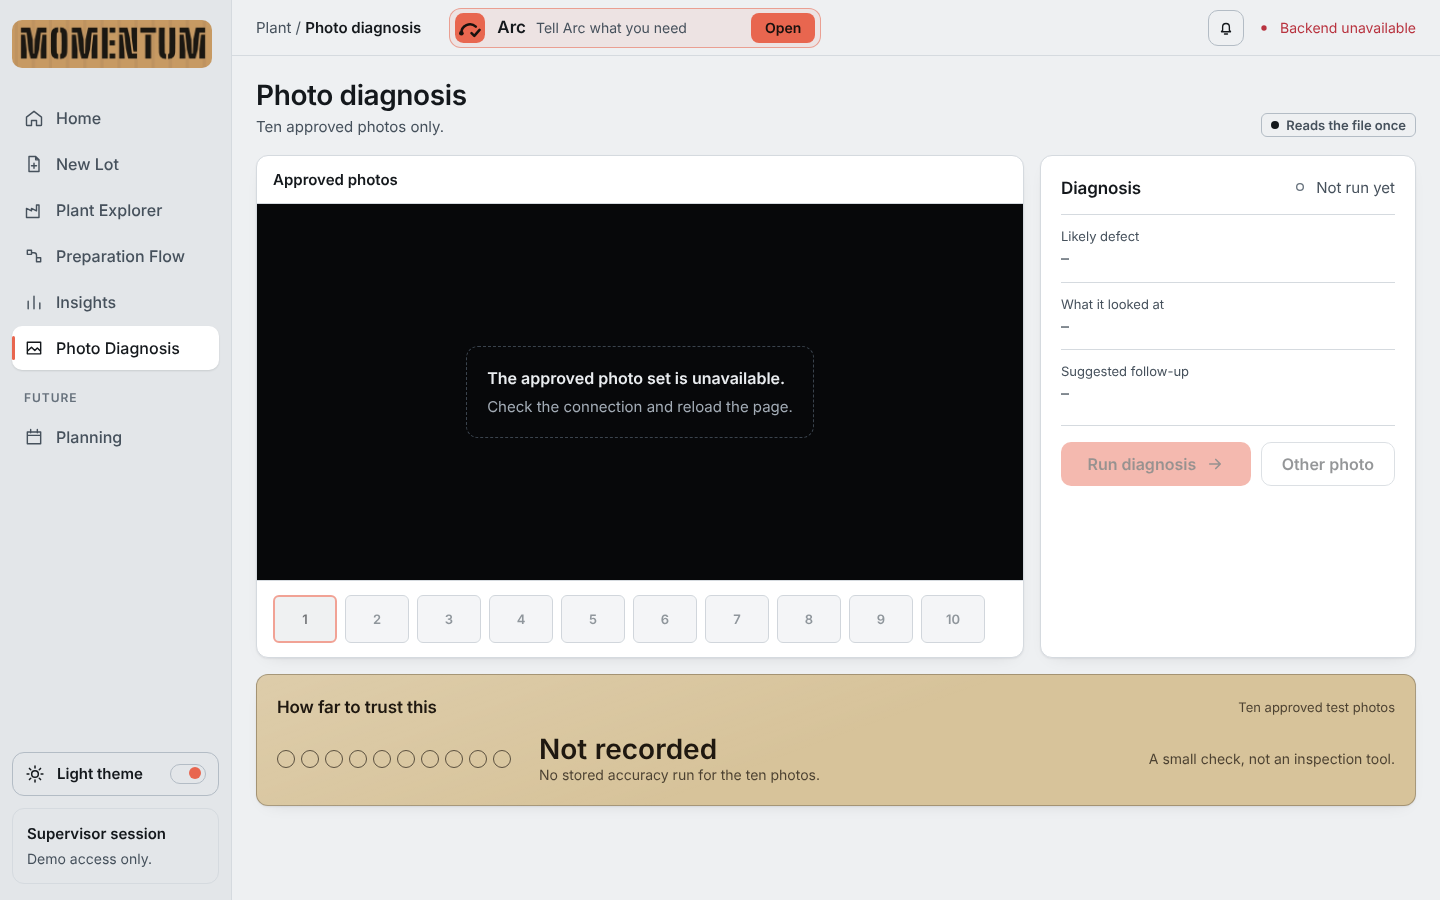 MOMENTUM
Home
New Lot
Plant Explorer
Preparation Flow
Insights
Photo Diagnosis
FUTURE
Planning
Light theme
Supervisor session
Demo access only.
Plant / Photo diagnosis
Arc Tell Arc what you need Open
Backend unavailable
Photo diagnosis
Ten approved photos only.
Reads the file once
Approved photos
The approved photo set is unavailable.
Check the connection and reload the page.
1 2 3 4 5 6 7 8 9 10
Diagnosis Not run yet
Likely defect
–
What it looked at
–
Suggested follow-up
–
Run diagnosis → Other photo
How far to trust this Ten approved test photos
Not recorded
No stored accuracy run for the ten photos.
A small check, not an inspection tool.